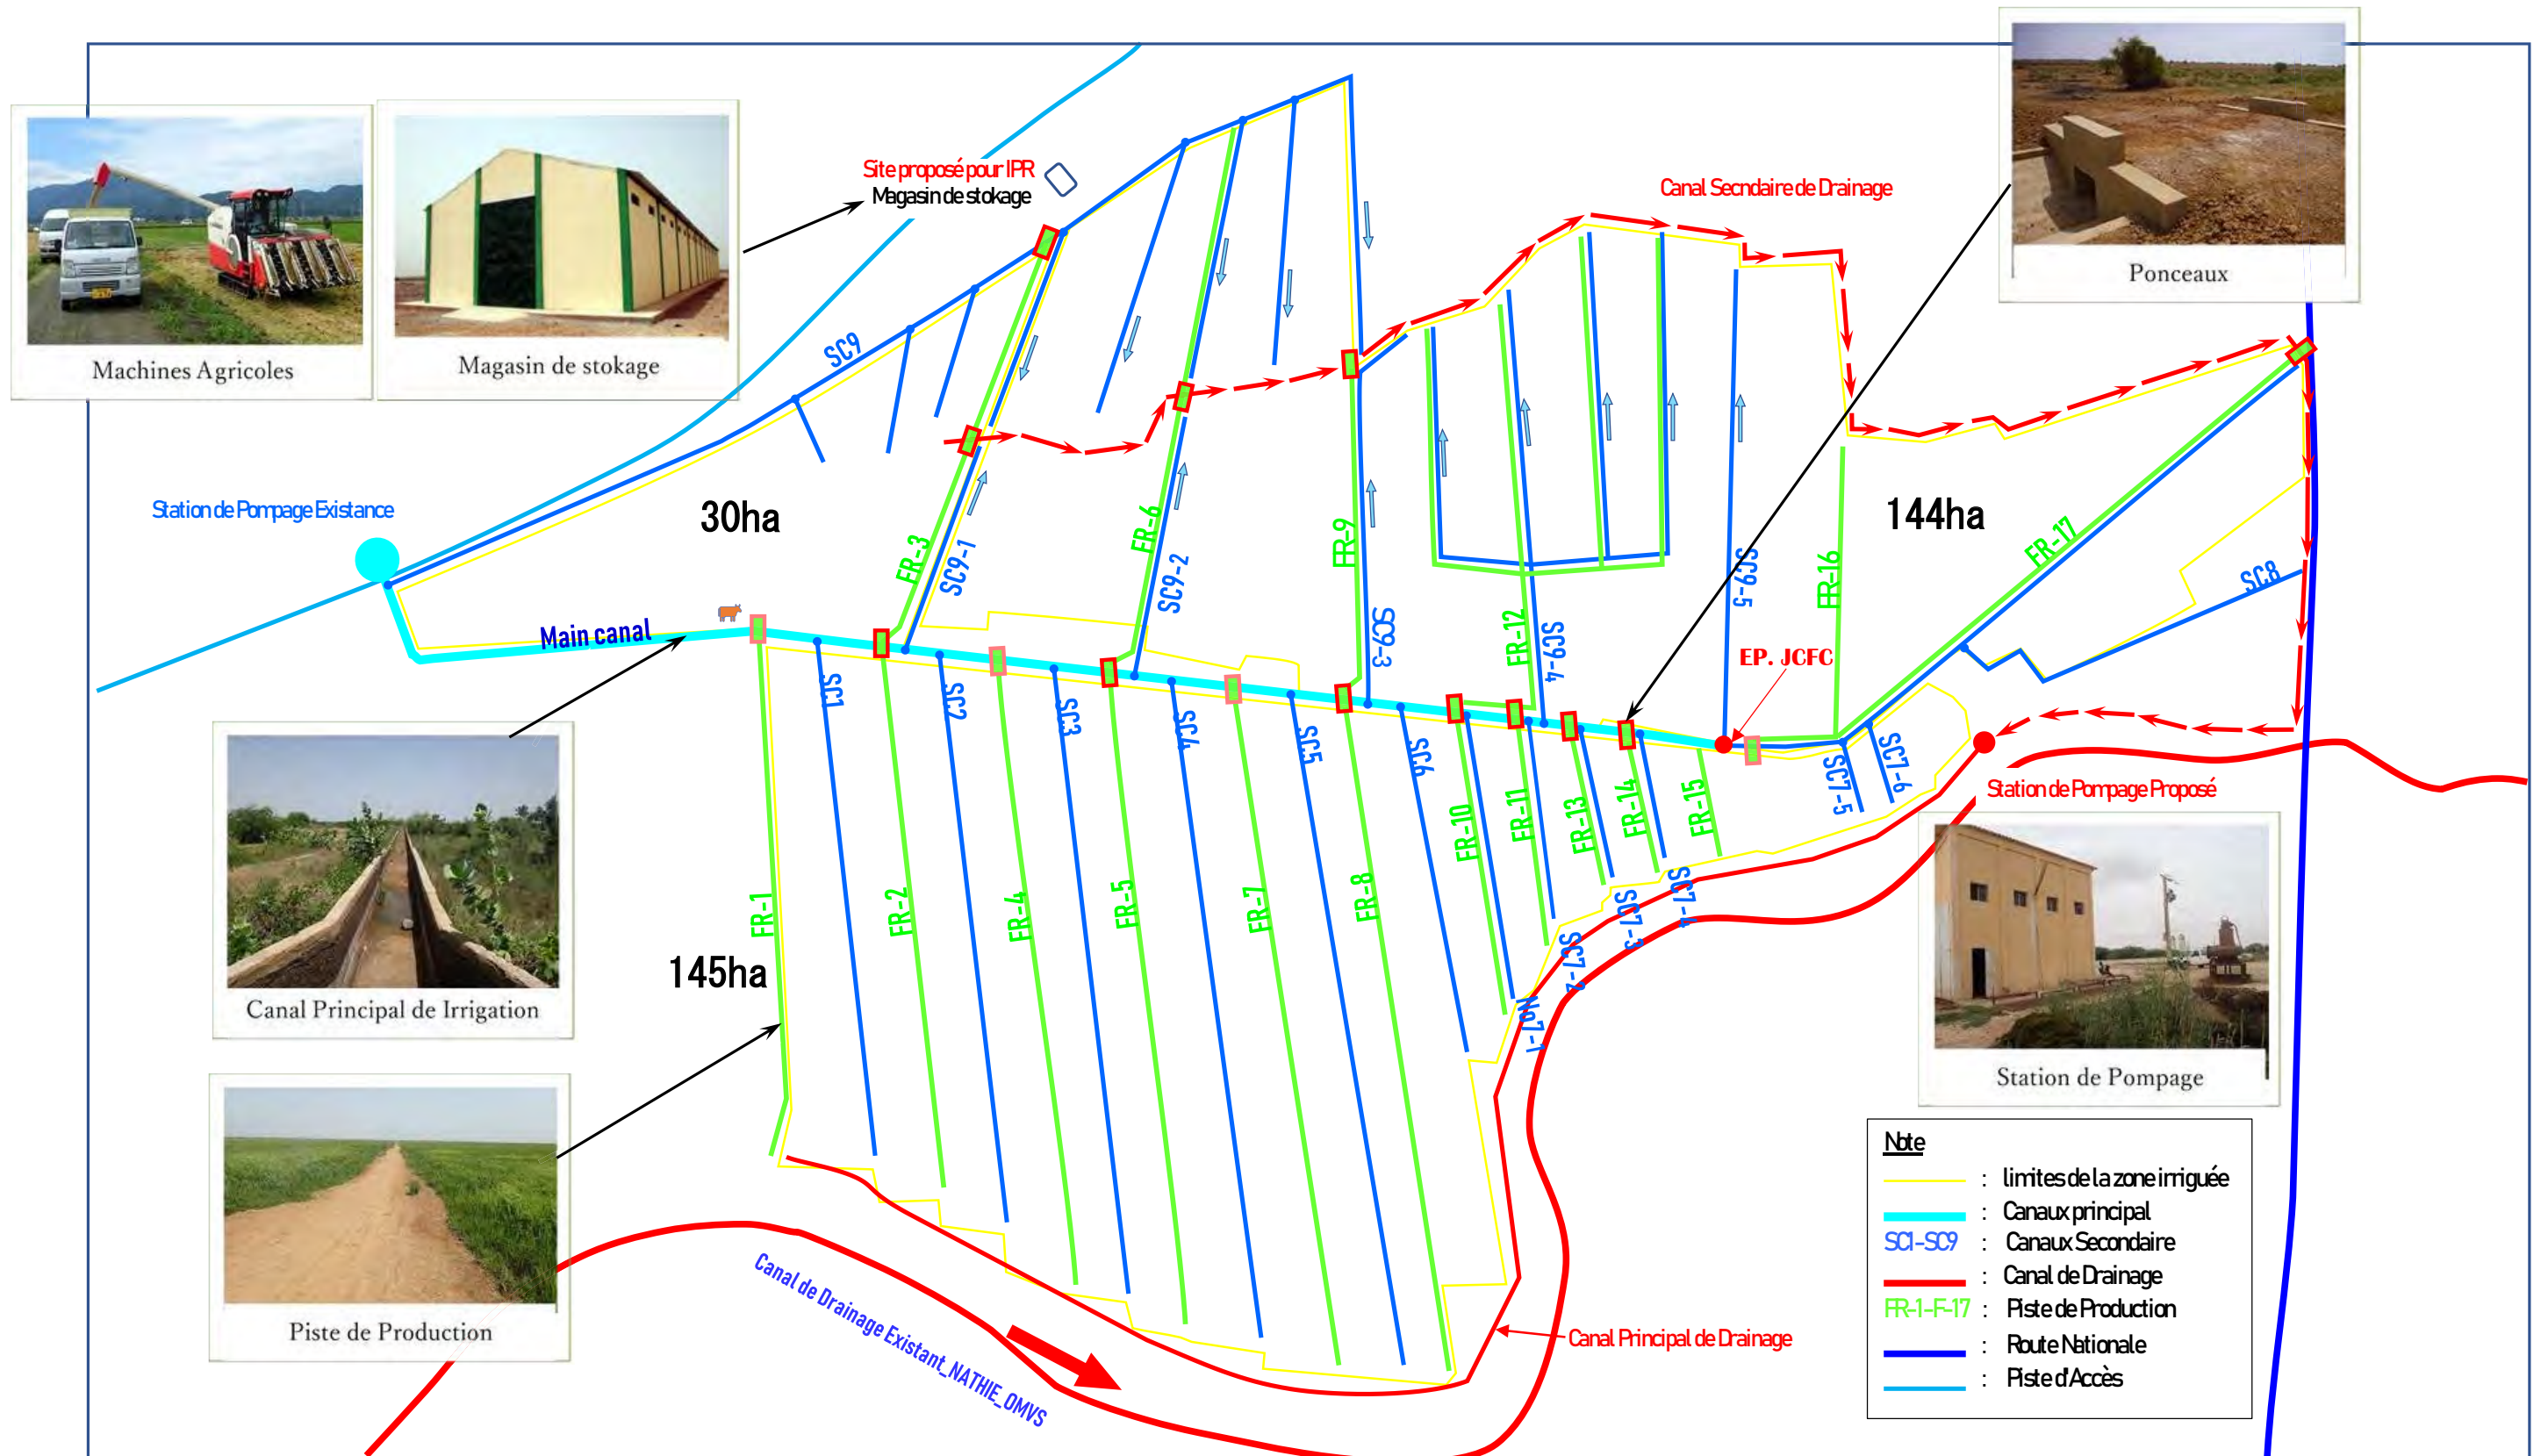 Ponceaux
Machines Agricoles
Magasin de stokage
Site proposé pour IPR
Magasin de stokage
Canal Secndaire de Drainage
SC9
Station de Pompage Existance
30ha
144ha
FR-3
SC9-1
FR-6
SC9-2
FR-9
SC9-3
FR-12
SC9-4
SC9-5
FR-16
FR-17
SC8
Main canal
EP. JCFC
SC1
SC2
SC3
SC4
SC5
SC6
SC7-5
SC7-6
Station de Pompage Proposé
FR-1
FR-2
FR-4
FR-5
FR-7
FR-8
FR-10
FR-11
FR-13
FR-14
FR-15
No7-1
SC7-2
SC7-3
SC7-4
145ha
Canal Principal de Irrigation
Piste de Production
Station de Pompage
Canal de Drainage Existant_NATHIE_OMVS
Canal Principal de Drainage
Note
: limites de la zone irriguée
: Canaux principal
SC1-SC9 : Canaux Secondaire
: Canal de Drainage
FR-1-F-17 : Piste de Production
: Route Nationale
: Piste d'Accès